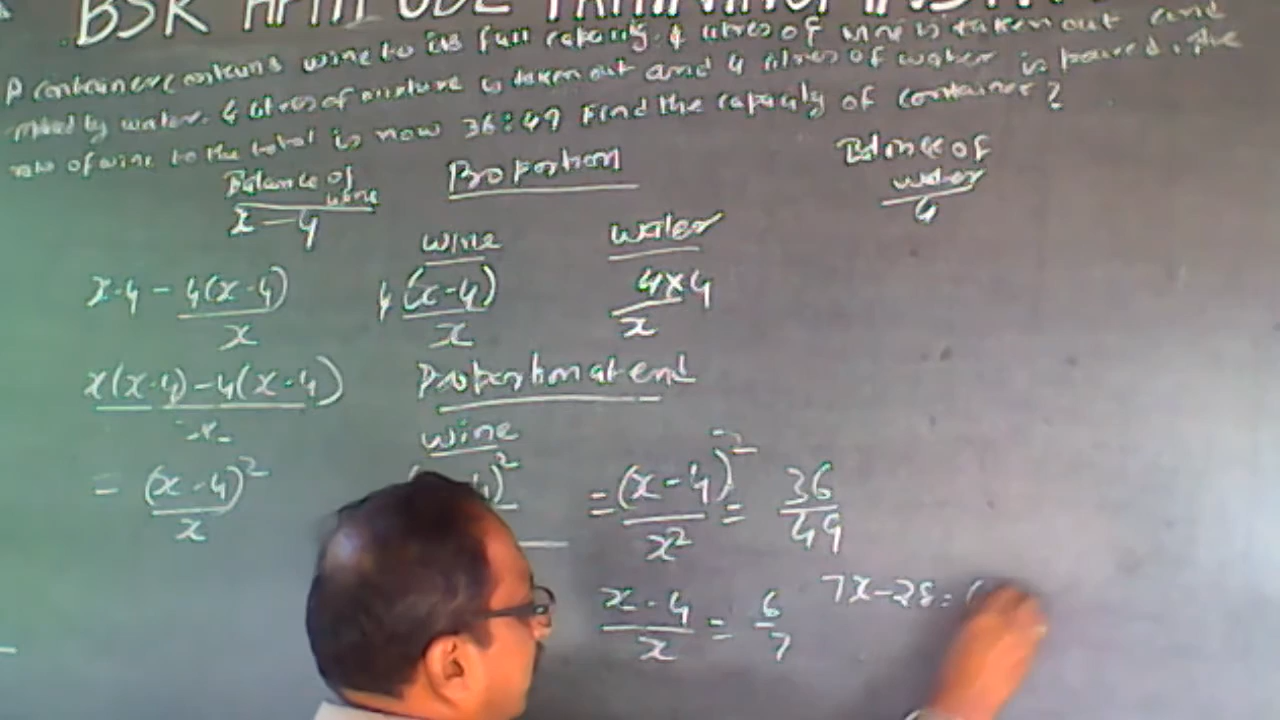 BSR APTITUDE TRAINING
A container contains wine to its full capacity. 4 litres of wine is taken out and
mixed by water. 4 litres of mixture is taken out and 4 litres of water is poured. The
ratio of wine to the total is now 36:49 Find the capacity of container?
Balance of wine
Proportion
Balance of water
x-4
4
wine water
x-4 - 4(x-4)/x
4(x-4)/x
4x4/x
x(x-4)-4(x-4)/x
Proportion at end
wine
= (x-4)²/x
= (x-4)²/x² = 36/49
x-4/x = 6/7
7x-28=